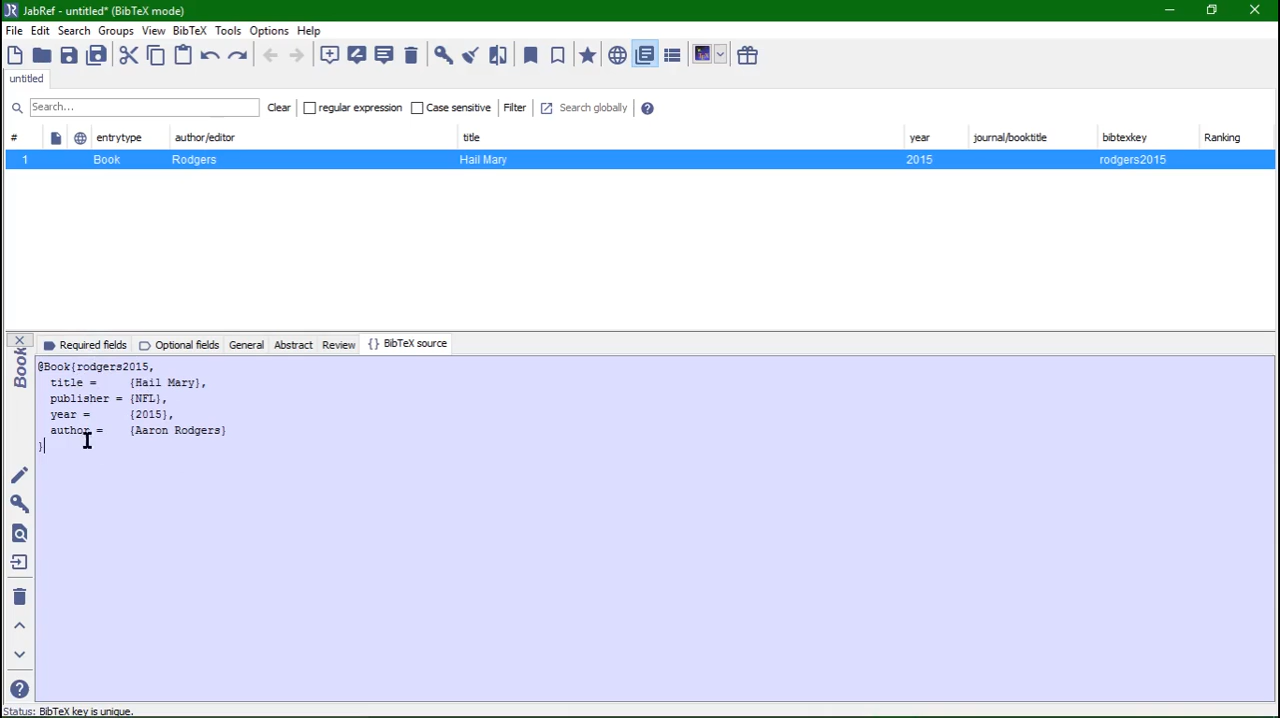 JabRef - untitled* (BibTeX mode)
File Edit Search Groups View BibTeX Tools Options Help
untitled
Search... Clear regular expression Case sensitive Filter Search globally
# entrytype author/editor title year journal/booktitle bibtexkey Ranking
1 Book Rodgers Hail Mary 2015 rodgers2015
Book
Required fields Optional fields General Abstract Review {} BibTeX source
@Book{rodgers2015,
title = {Hail Mary},
publisher = {NFL},
year = {2015},
author = {Aaron Rodgers}
}
Status: BibTeX key is unique.